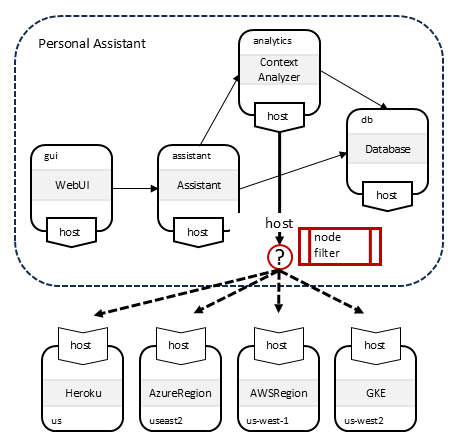 Personal Assistant
analytics
Context
Analyzer
host
db
Database
host
gui
WebUI
host
assistant
Assistant
host
host
?
node
filter
host
Heroku
us
host
AzureRegion
useast2
host
AWSRegion
us-west-1
host
GKE
us-west2